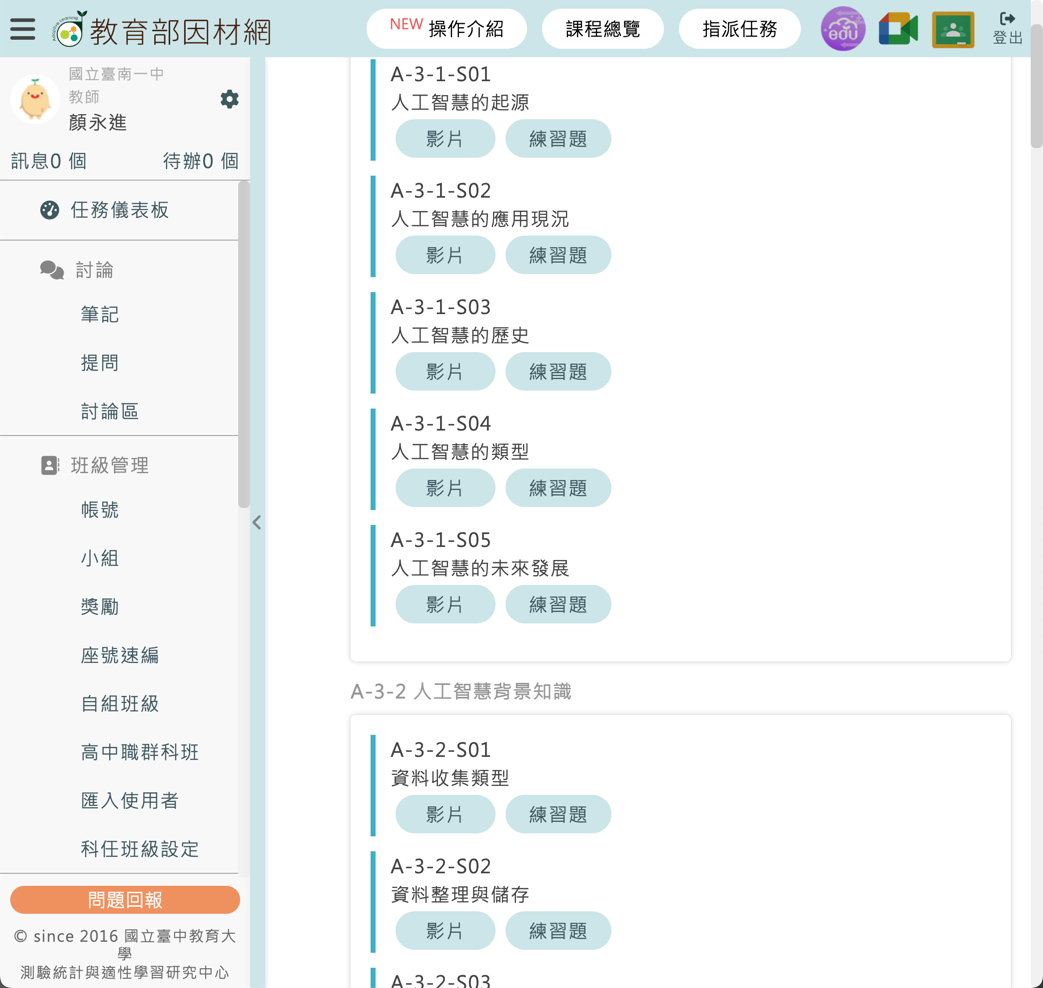 教育部因材網
NEW 操作介紹
課程總覽
指派任務
登出
國立臺南一中
教師
顏永進
訊息0 個
待辦0 個
任務儀表板
討論
筆記
提問
討論區
班級管理
帳號
小組
獎勵
座號速編
自組班級
高中職群科班
匯入使用者
科任班級設定
問題回報
© since 2016 國立臺中教育大
學
測驗統計與適性學習研究中心
A-3-1-S01
人工智慧的起源
影片 練習題
A-3-1-S02
人工智慧的應用現況
影片 練習題
A-3-1-S03
人工智慧的歷史
影片 練習題
A-3-1-S04
人工智慧的類型
影片 練習題
A-3-1-S05
人工智慧的未來發展
影片 練習題
A-3-2 人工智慧背景知識
A-3-2-S01
資料收集類型
影片 練習題
A-3-2-S02
資料整理與儲存
影片 練習題
A-3-2-S03